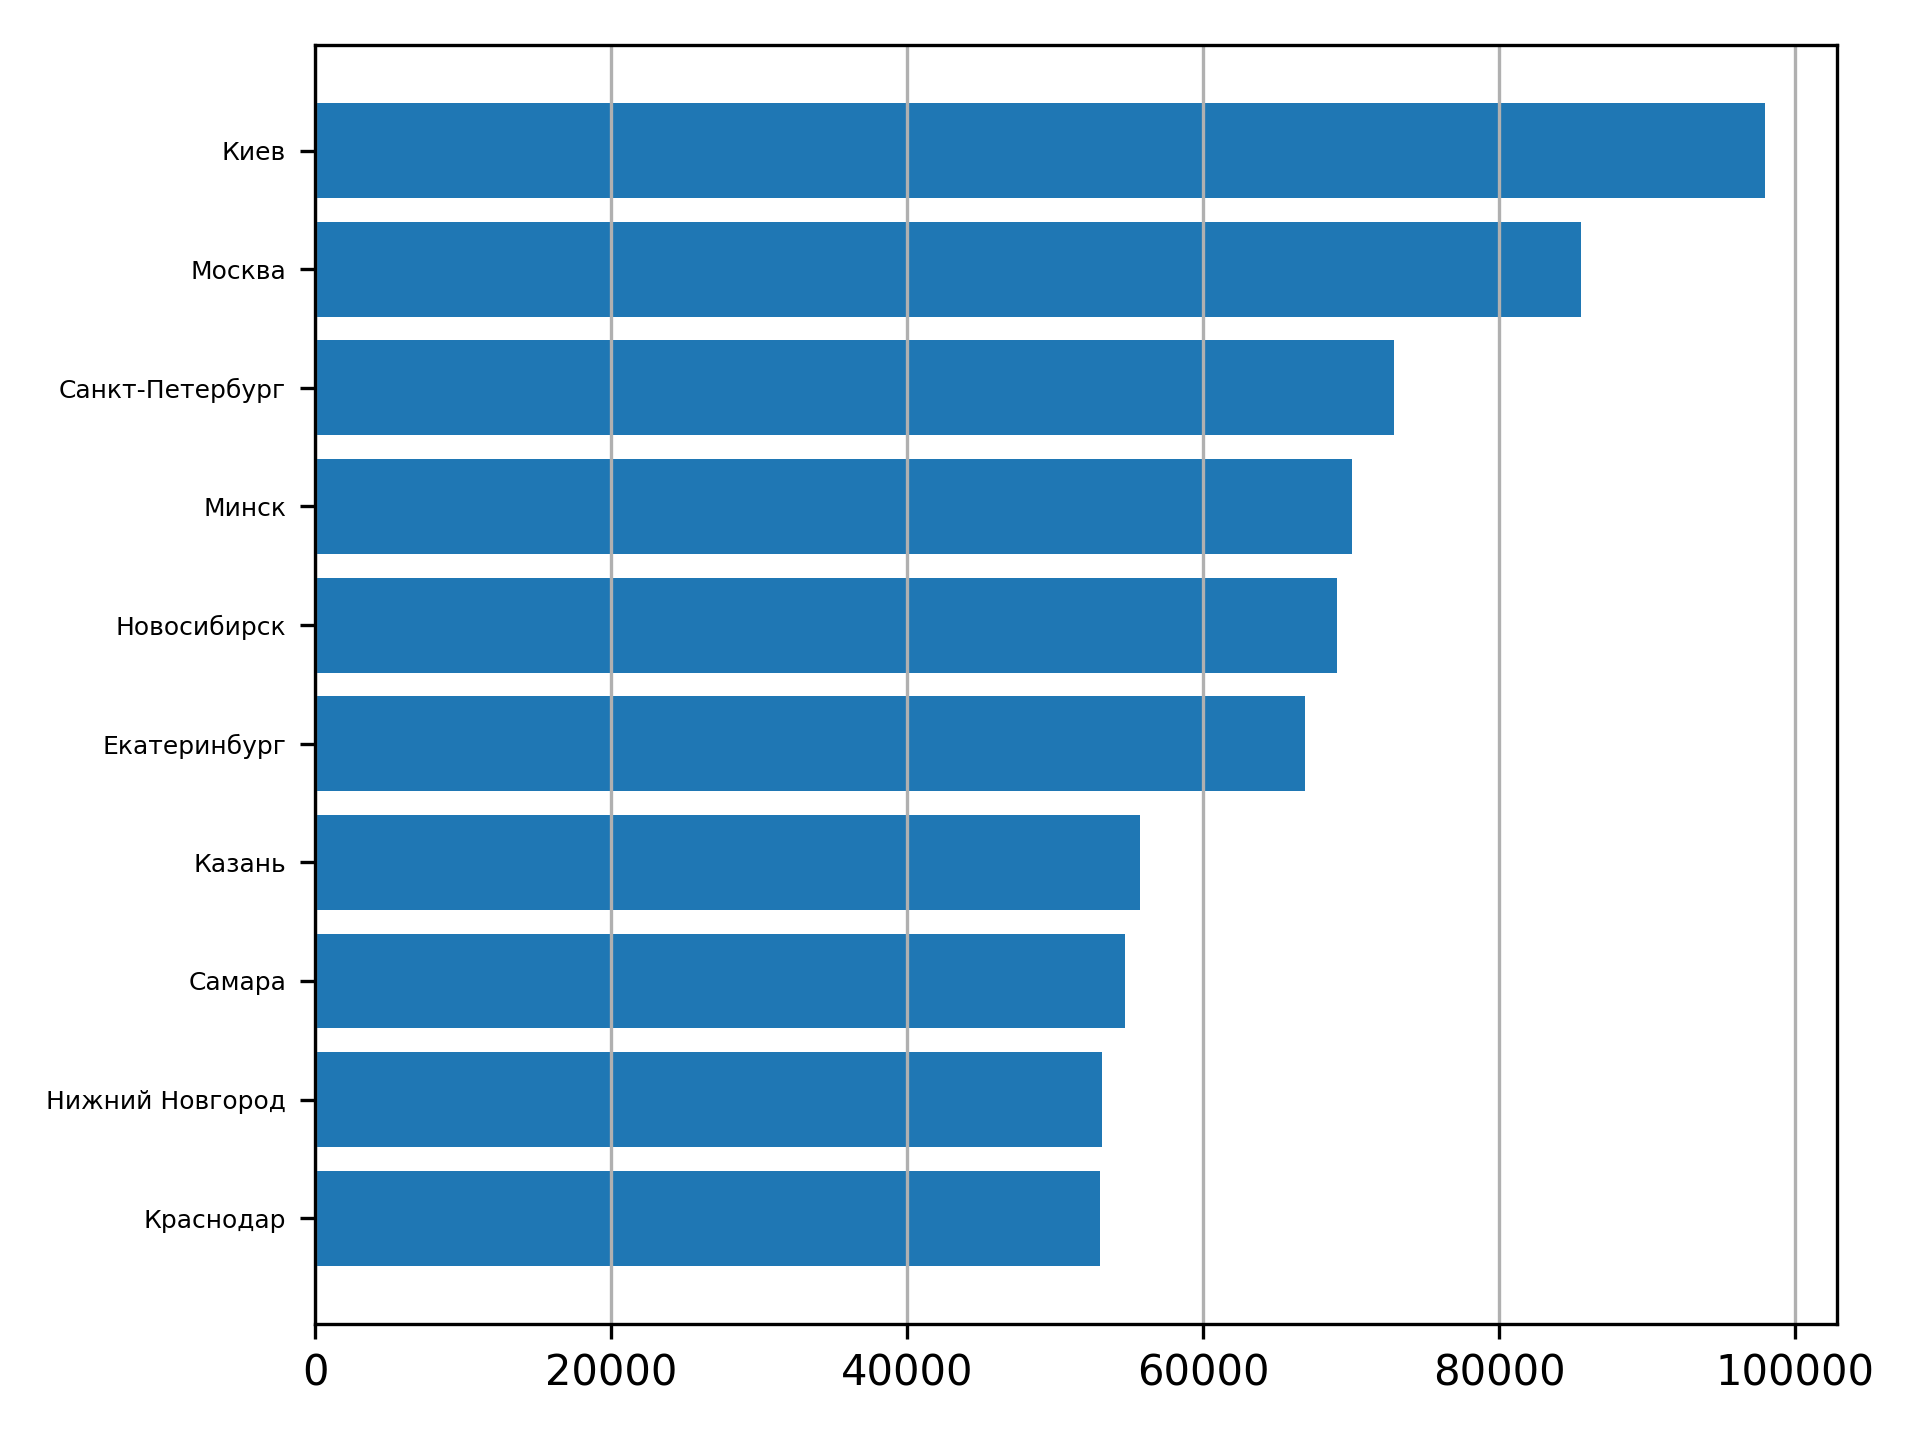 Киев
Москва
Санкт-Петербург
Минск
Новосибирск
Екатеринбург
Казань
Самара
Нижний Новгород
Краснодар
0 20000 40000 60000 80000 100000